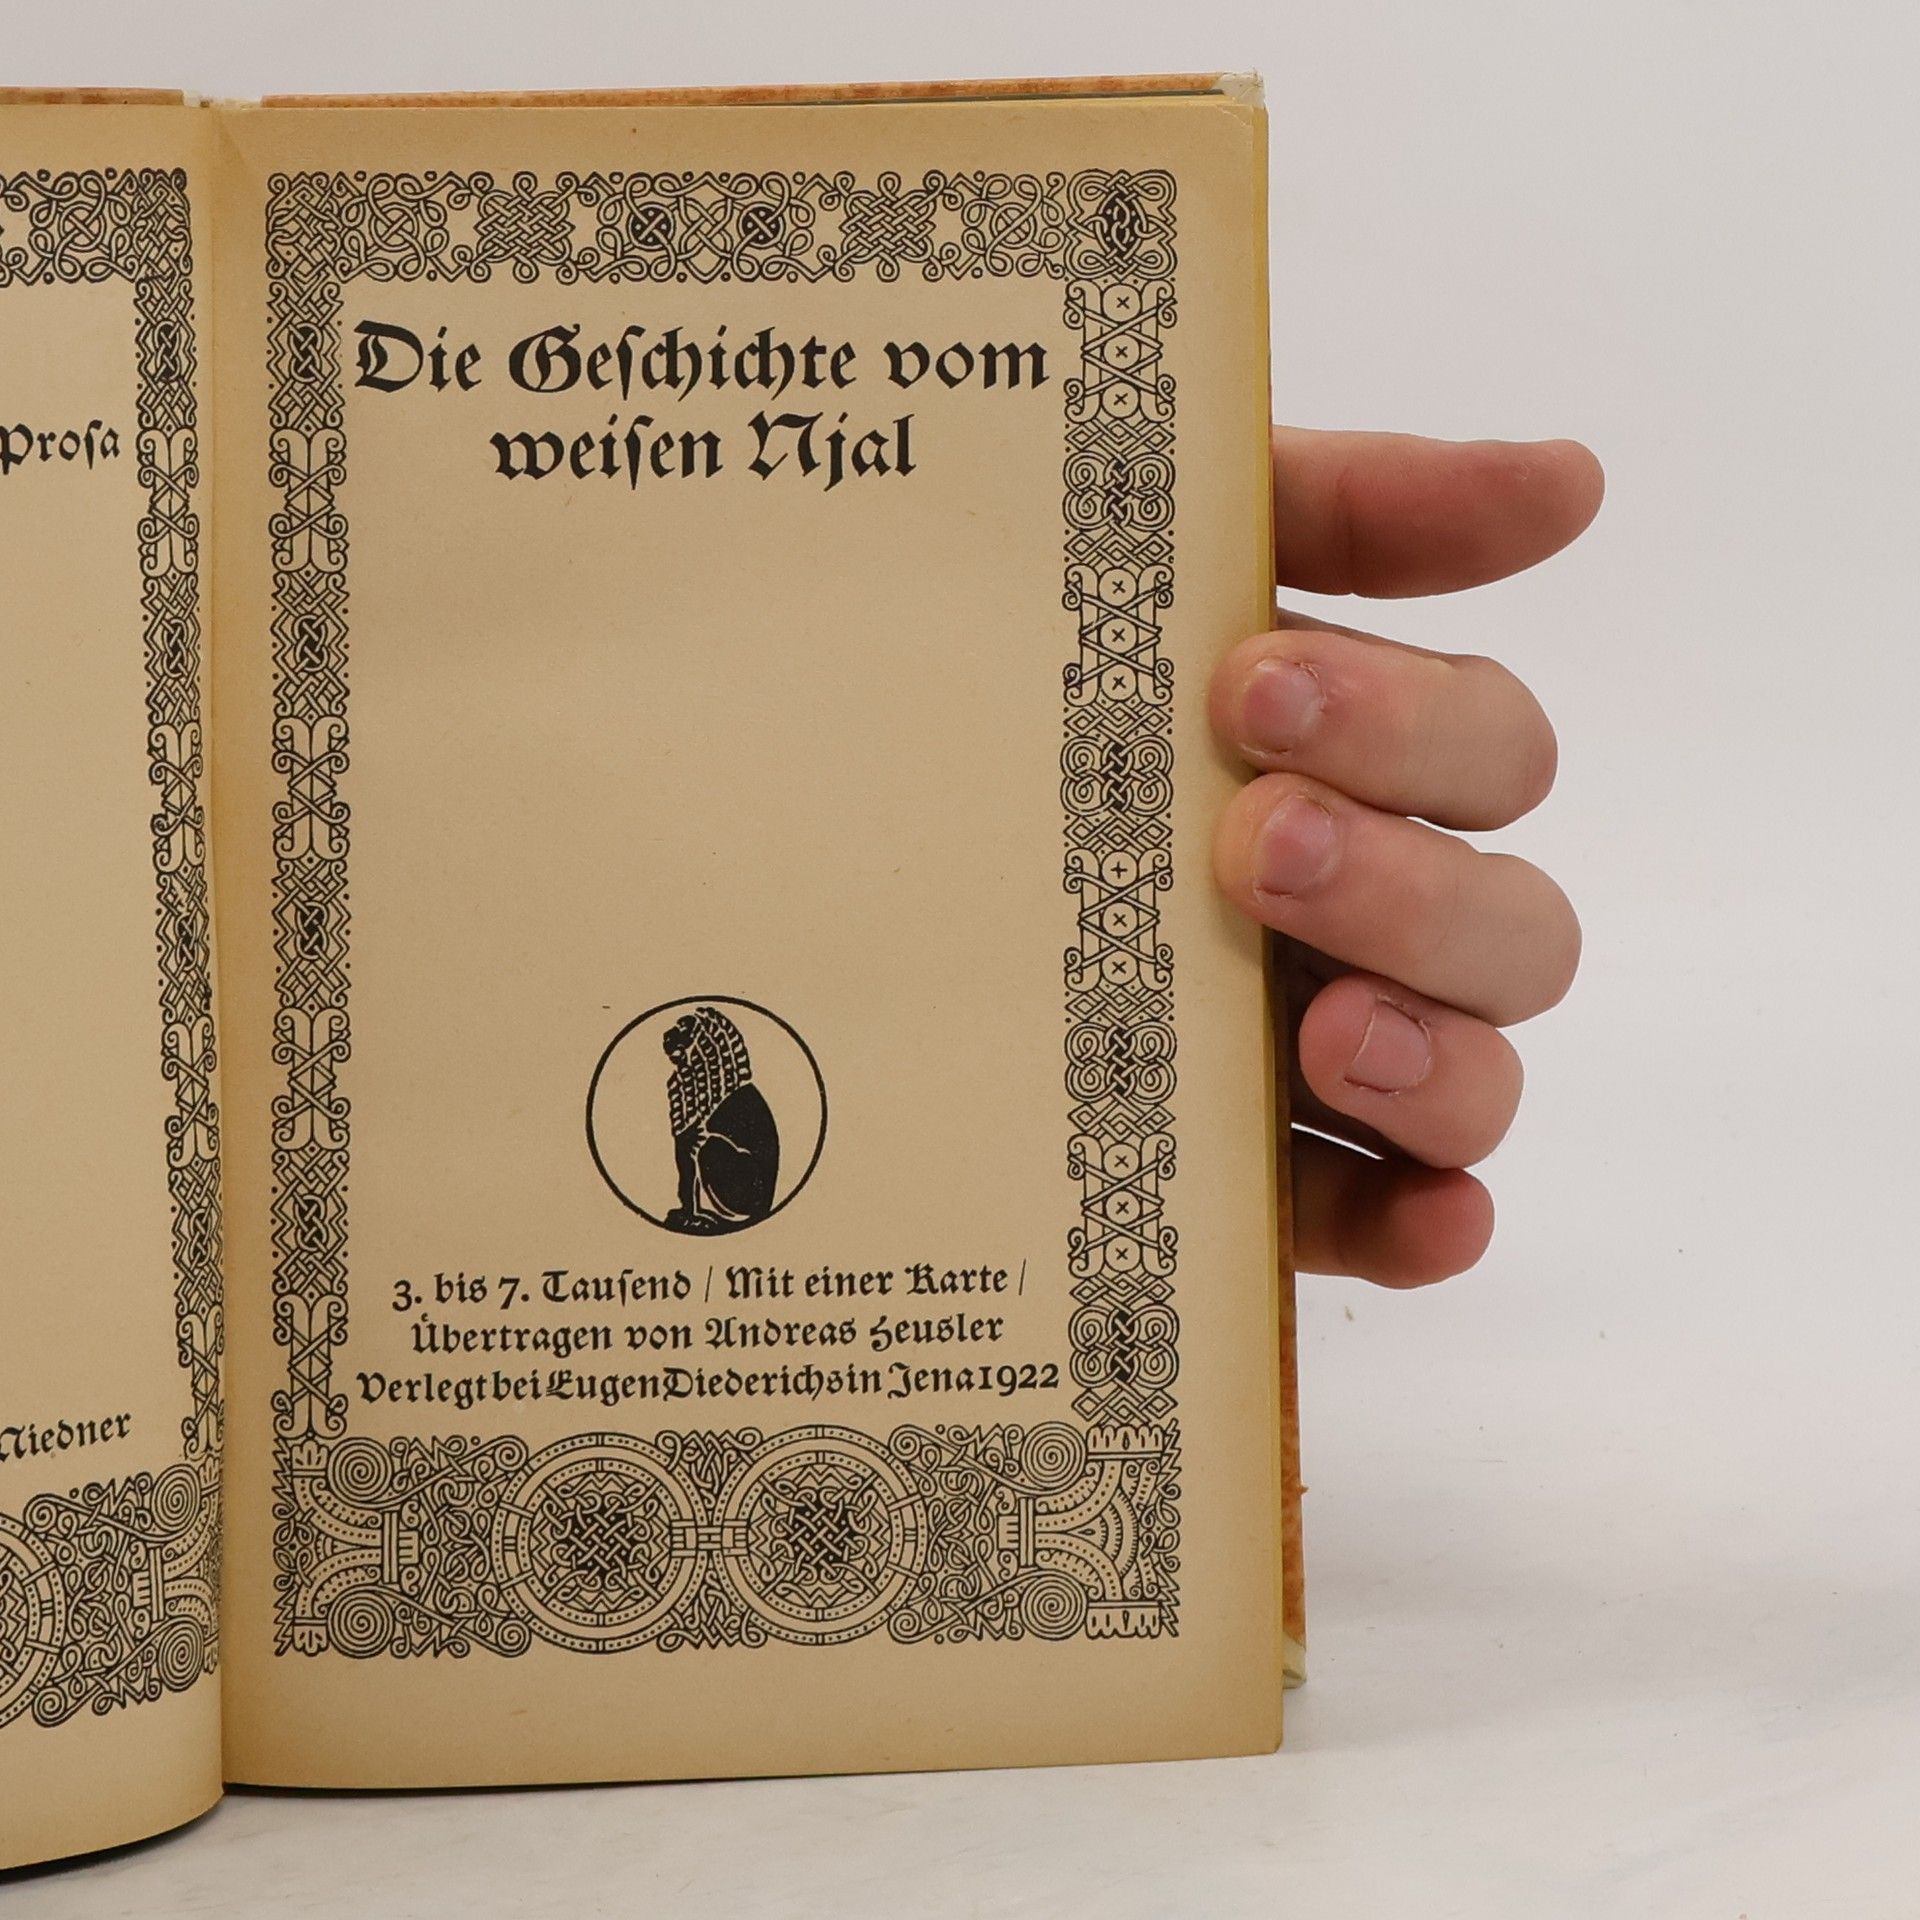 Prosa
Niedner
Die Geſchichte vom
weiſen Njal
3. bis 7. Tauſend / Mit einer Karte /
Übertragen von Andreas Heusler
Verlegt bei Eugen Diederichs in Jena 1922